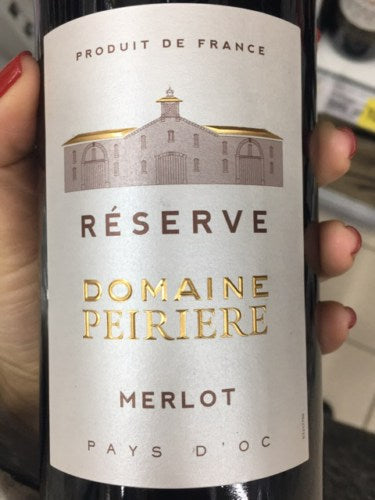 PRODUIT DE FRANCE
RÉSERVE
DOMAINE
PEIRIERE
MERLOT
PAYS D'OC